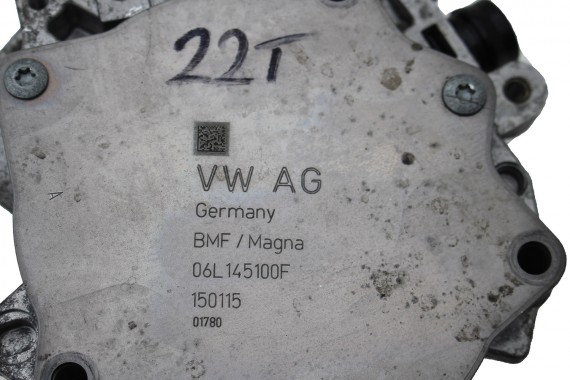 22T
VW AG
Germany
BMF / Magna
06L145100F
150115
01780
A